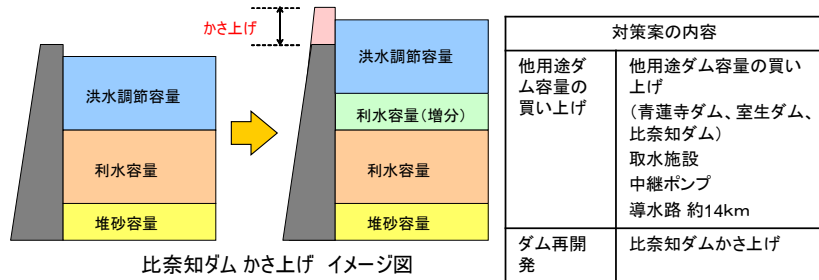 かさ上げ
洪水調節容量
利水容量
堆砂容量
洪水調節容量
利水容量(増分)
利水容量
堆砂容量
比奈知ダム かさ上げ イメージ図
対策案の内容
他用途ダ
ム容量の
買い上げ
他用途ダム容量の買い
上げ
(青蓮寺ダム、室生ダム、
比奈知ダム)
取水施設
中継ポンプ
導水路 約14km
ダム再開
発
比奈知ダムかさ上げ